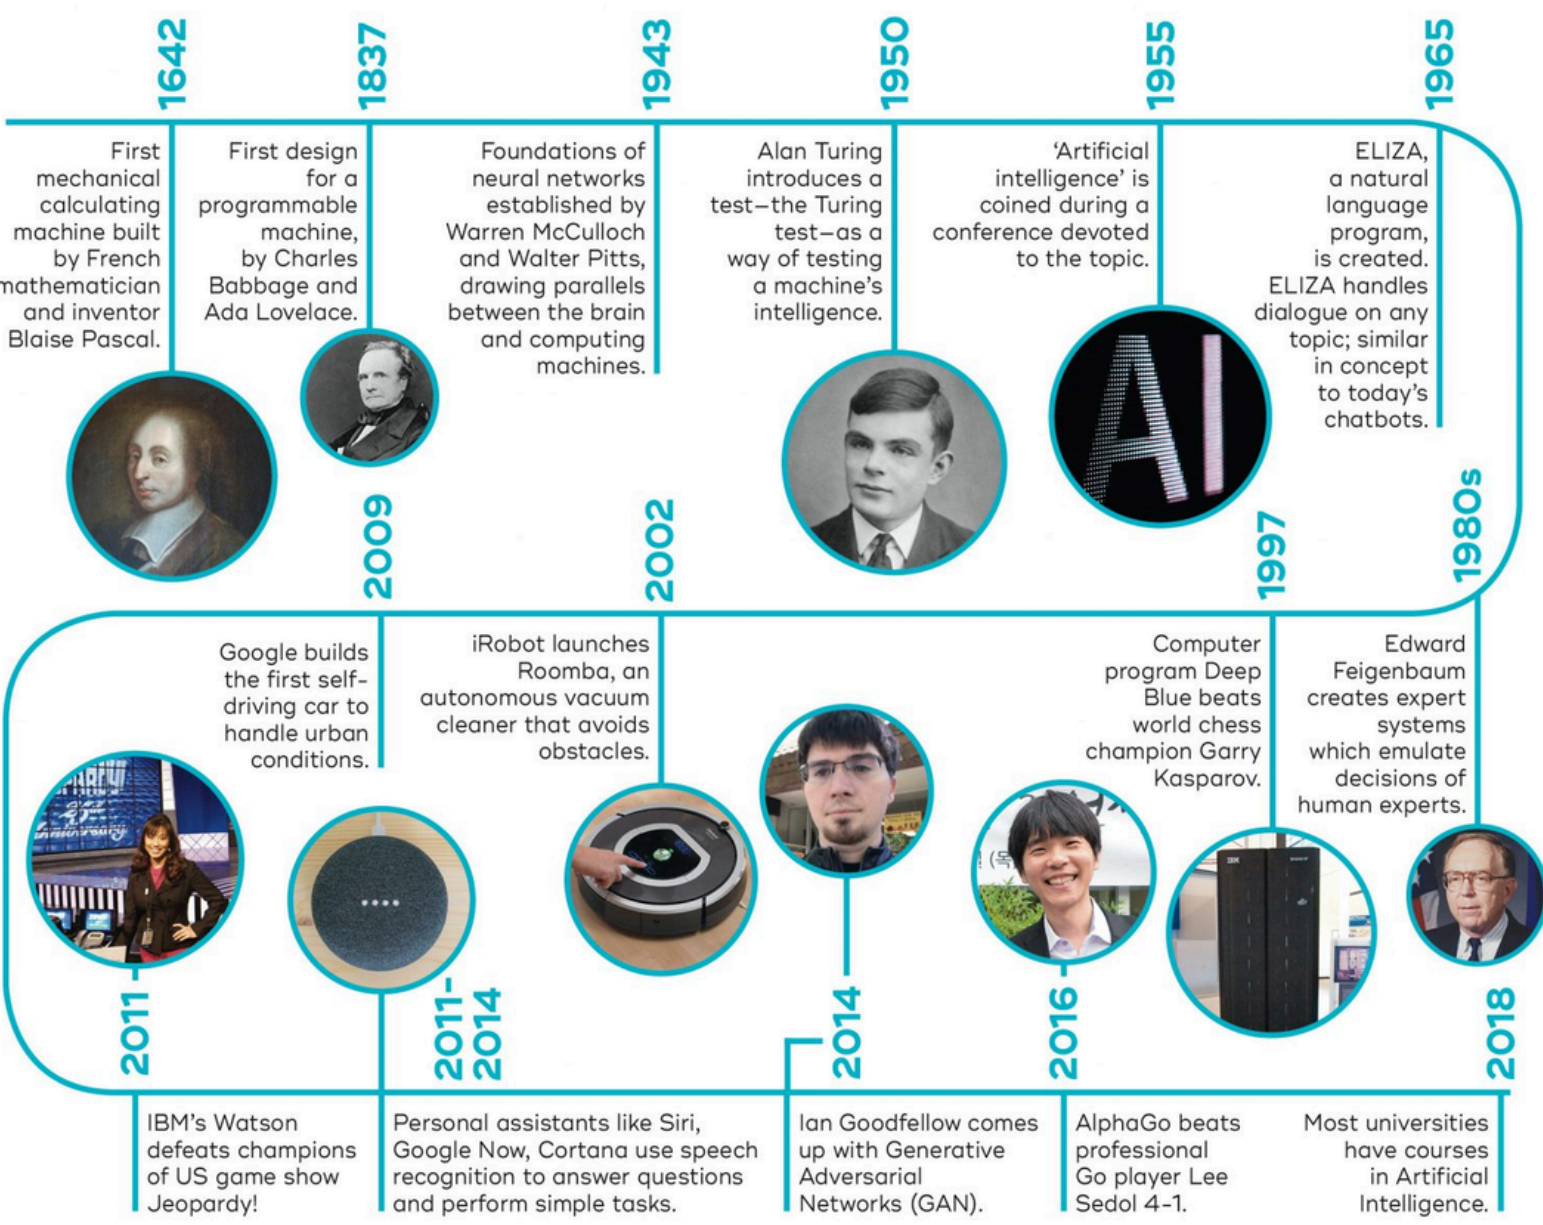 1642
First
mechanical
calculating
machine built
by French
mathematician
and inventor
Blaise Pascal.
1837
First design
for a
programmable
machine,
by Charles
Babbage and
Ada Lovelace.
1943
Foundations of
neural networks
established by
Warren McCulloch
and Walter Pitts,
drawing parallels
between the brain
and computing
machines.
1950
Alan Turing
introduces a
test—the Turing
test—as a
way of testing
a machine's
intelligence.
1955
'Artificial
intelligence' is
coined during a
conference devoted
to the topic.
AI
1965
ELIZA,
a natural
language
program,
is created.
ELIZA handles
dialogue on any
topic; similar
in concept
to today's
chatbots.
1980s
Edward
Feigenbaum
creates expert
systems
which emulate
decisions of
human experts.
1997
Computer
program Deep
Blue beats
world chess
champion Garry
Kasparov.
IBM
2002
iRobot launches
Roomba, an
autonomous vacuum
cleaner that avoids
obstacles.
2009
Google builds
the first self-
driving car to
handle urban
conditions.
2011
IBM's Watson
defeats champions
of US game show
Jeopardy!
2011-
2014
Personal assistants like Siri,
Google Now, Cortana use speech
recognition to answer questions
and perform simple tasks.
2014
Ian Goodfellow comes
up with Generative
Adversarial
Networks (GAN).
2016
AlphaGo beats
professional
Go player Lee
Sedol 4-1.
2018
Most universities
have courses
in Artificial
Intelligence.